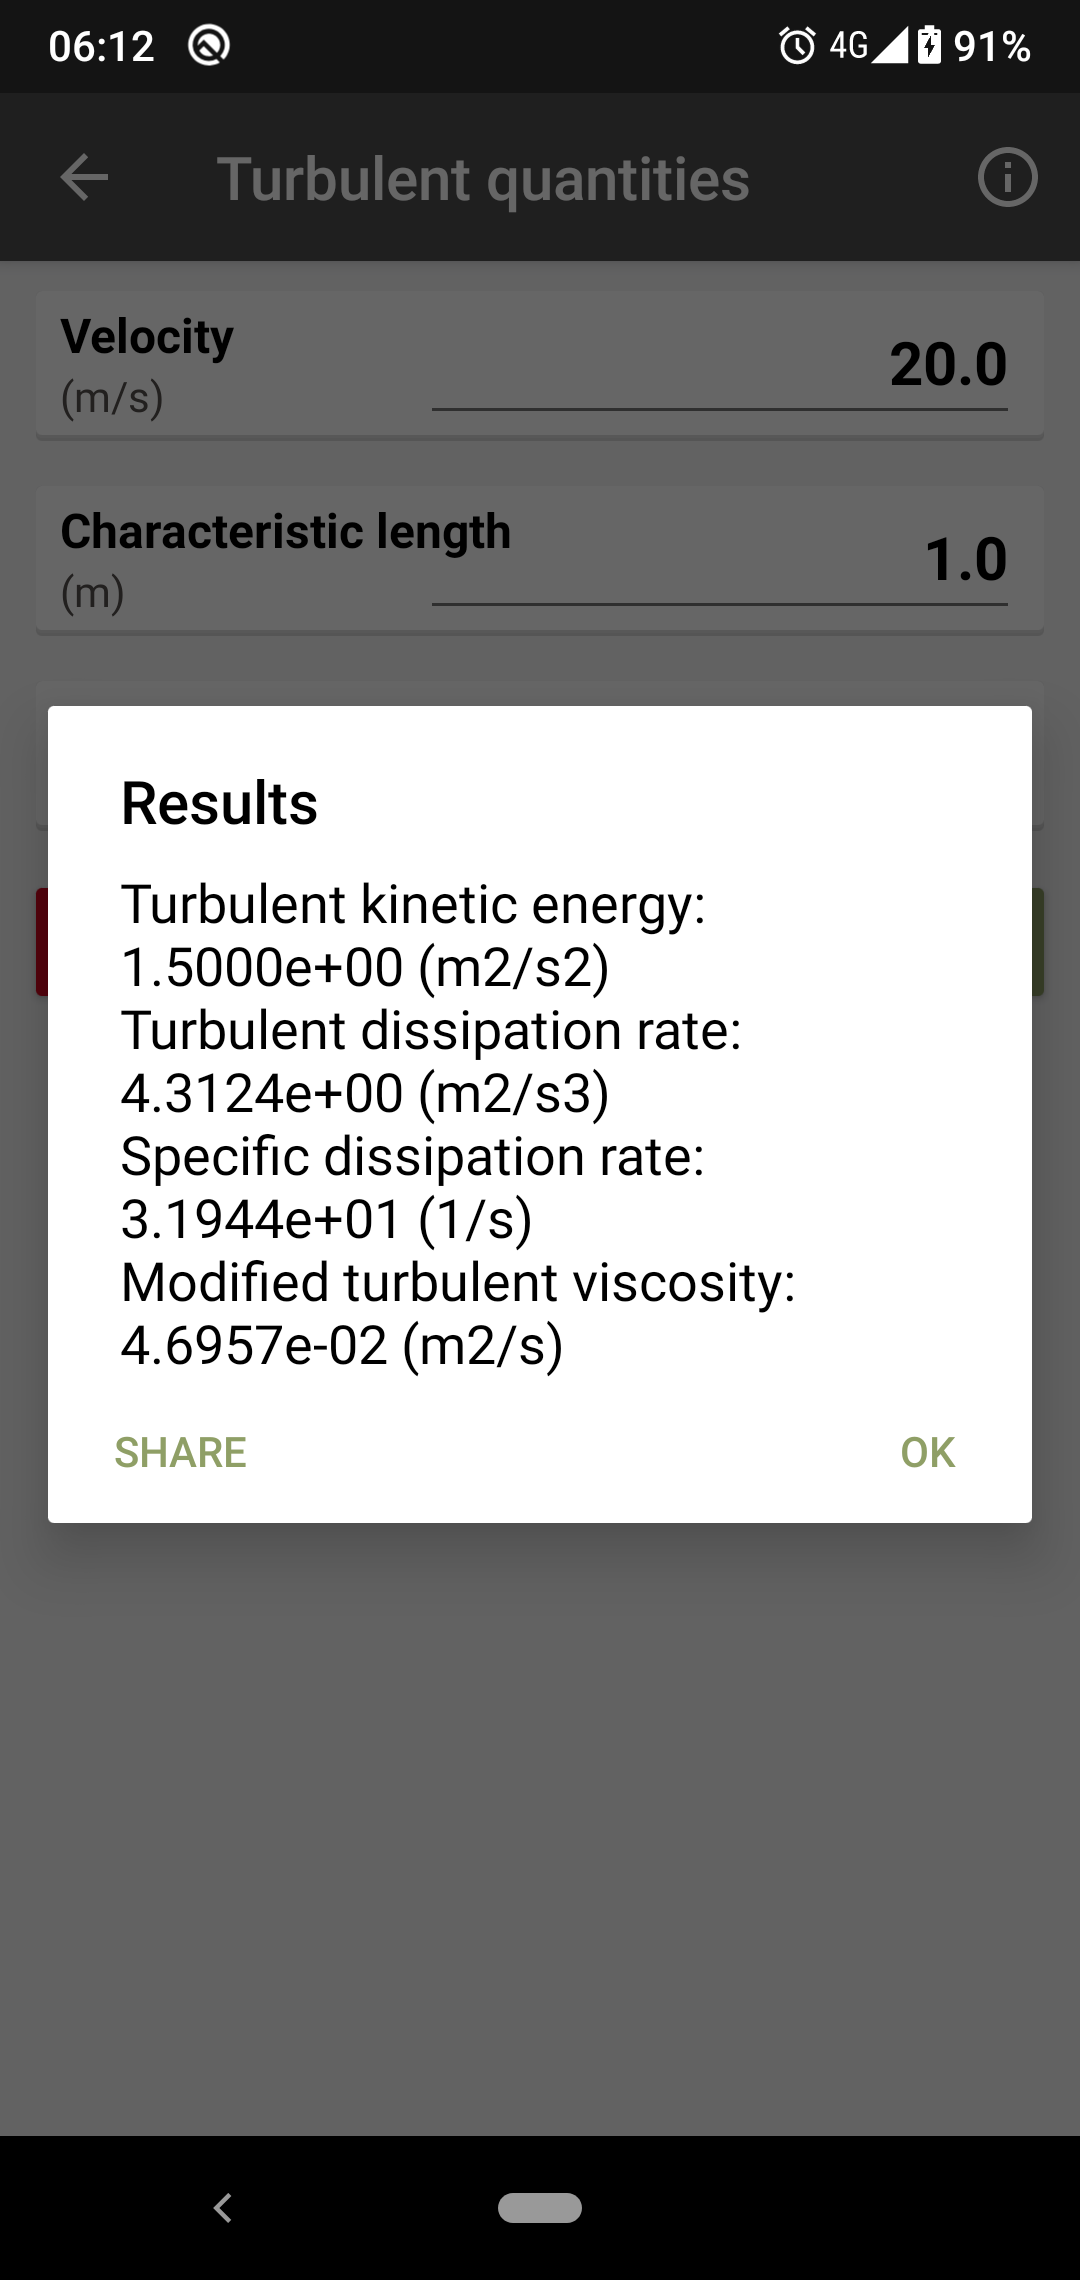 06:12 4G 91%
Turbulent quantities
Velocity
(m/s)
20.0
Characteristic length
(m)
1.0
Results
Turbulent kinetic energy:
1.5000e+00 (m2/s2)
Turbulent dissipation rate:
4.3124e+00 (m2/s3)
Specific dissipation rate:
3.1944e+01 (1/s)
Modified turbulent viscosity:
4.6957e-02 (m2/s)
SHARE OK